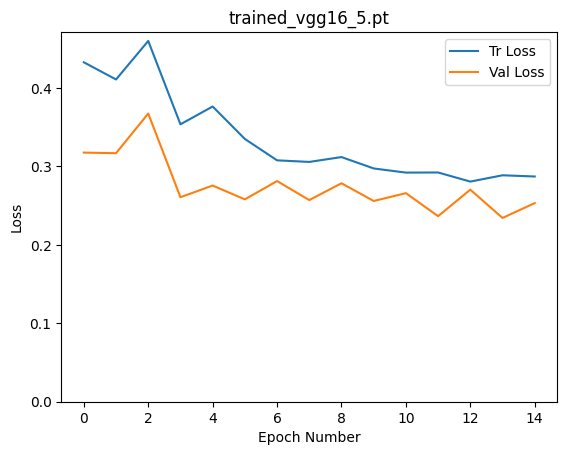 trained_vgg16_5.pt
Tr Loss
Val Loss
0.4
0.3
0.2
0.1
0.0
Loss
0 2 4 6 8 10 12 14
Epoch Number